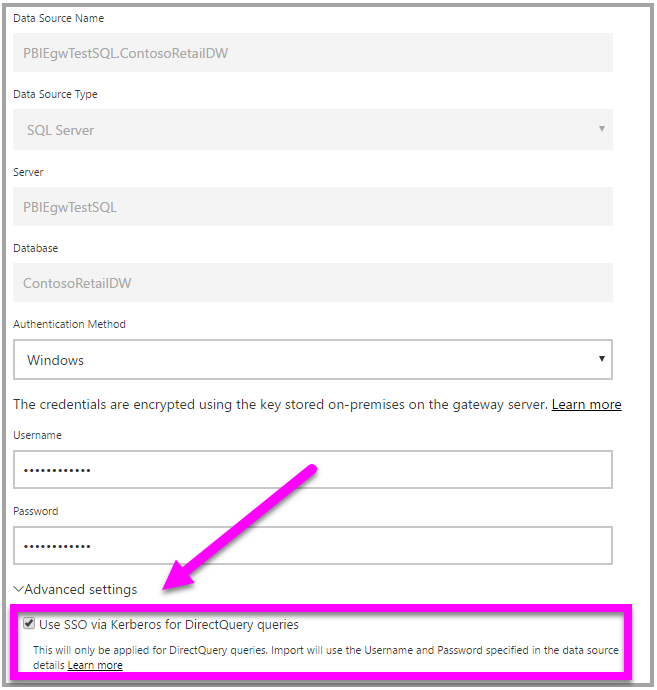 Data Source Name
PBIEgwTestSQL.ContosoRetailDW
Data Source Type
SQL Server
Server
PBIEgwTestSQL
Database
ContosoRetailDW
Authentication Method
Windows
The credentials are encrypted using the key stored on-premises on the gateway server. Learn more
Username
••••••••••••
Password
••••••••••••
Advanced settings
Use SSO via Kerberos for DirectQuery queries
This will only be applied for DirectQuery queries. Import will use the Username and Password specified in the data source
details Learn more